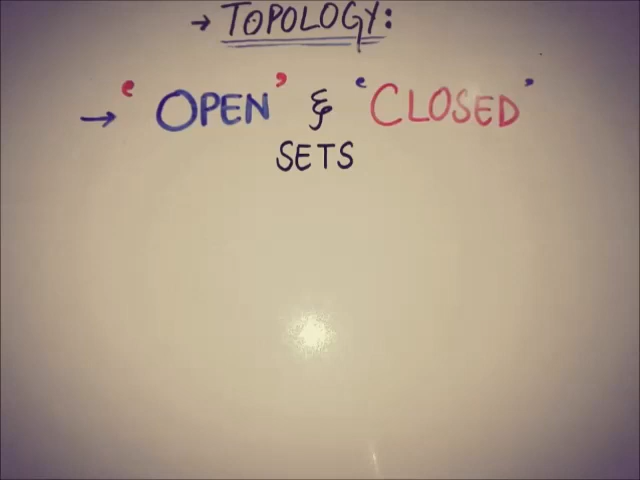 → TOPOLOGY:
→ ‘OPEN’ & ‘CLOSED’
SETS